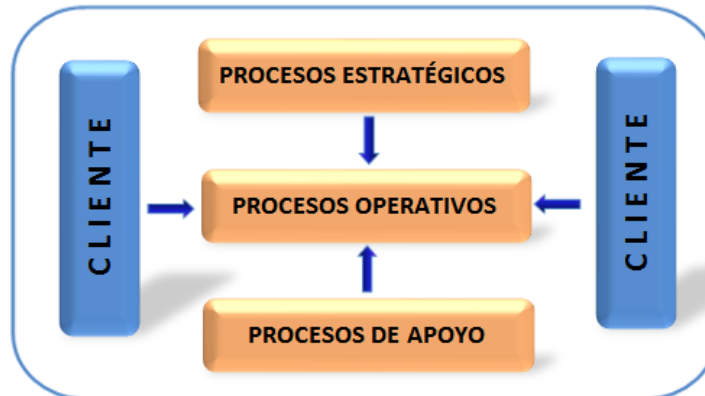 PROCESOS ESTRATÉGICOS
CLIENTE
PROCESOS OPERATIVOS
CLIENTE
PROCESOS DE APOYO